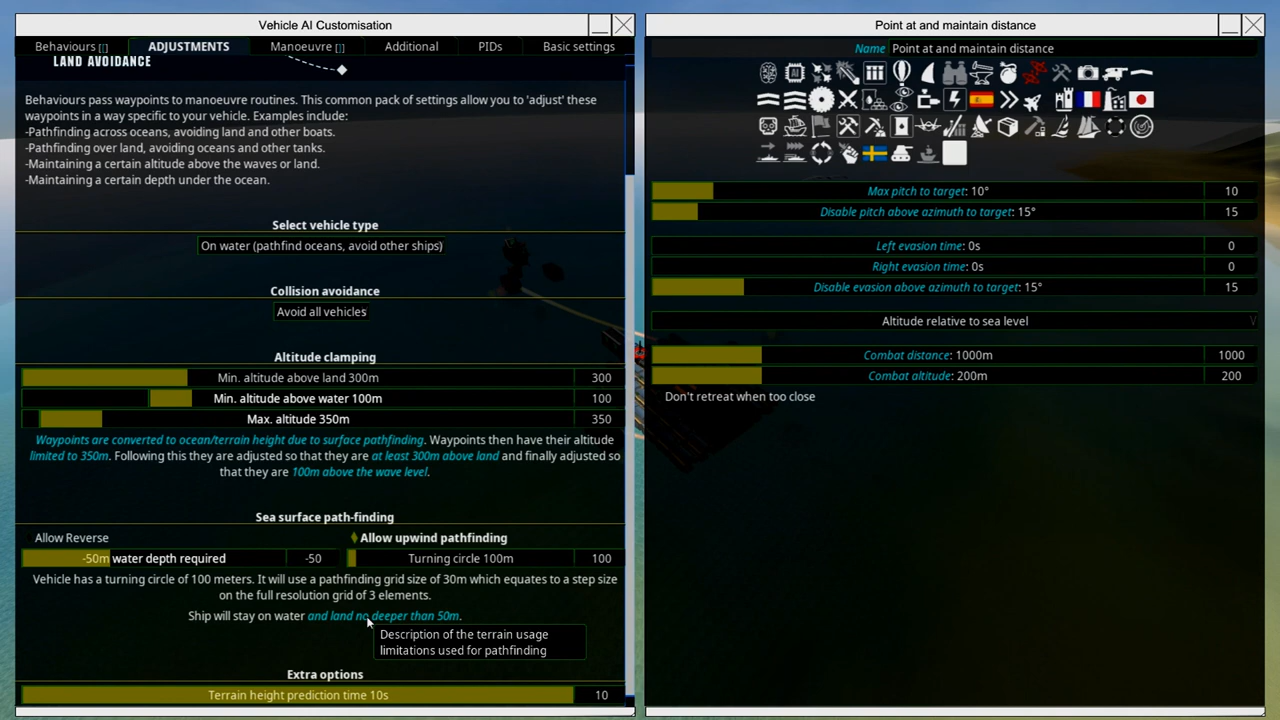 Vehicle AI Customisation
Behaviours []
ADJUSTMENTS
Manoeuvre []
Additional
PIDs
Basic settings
LAND AVOIDANCE
Behaviours pass waypoints to manoeuvre routines. This common pack of settings allow you to 'adjust' these
waypoints in a way specific to your vehicle. Examples include:
-Pathfinding across oceans, avoiding land and other boats.
-Pathfinding over land, avoiding oceans and other tanks.
-Maintaining a certain altitude above the waves or land.
-Maintaining a certain depth under the ocean.
Select vehicle type
On water (pathfind oceans, avoid other ships)
Collision avoidance
Avoid all vehicles
Altitude clamping
Min. altitude above land 300m 300
Min. altitude above water 100m 100
Max. altitude 350m 350
Waypoints are converted to ocean/terrain height due to surface pathfinding. Waypoints then have their altitude
limited to 350m. Following this they are adjusted so that they are at least 300m above land and finally adjusted so
that they are 100m above the wave level.
Sea surface path-finding
Allow Reverse
Allow upwind pathfinding
-50m water depth required -50
Turning circle 100m 100
Vehicle has a turning circle of 100 meters. It will use a pathfinding grid size of 30m which equates to a step size
on the full resolution grid of 3 elements.
Ship will stay on water and land no deeper than 50m.
Description of the terrain usage
limitations used for pathfinding
Extra options
Terrain height prediction time 10s 10
Point at and maintain distance
Name Point at and maintain distance
Max pitch to target: 10° 10
Disable pitch above azimuth to target: 15° 15
Left evasion time: 0s 0
Right evasion time: 0s 0
Disable evasion above azimuth to target: 15° 15
Altitude relative to sea level V
Combat distance: 1000m 1000
Combat altitude: 200m 200
Don't retreat when too close